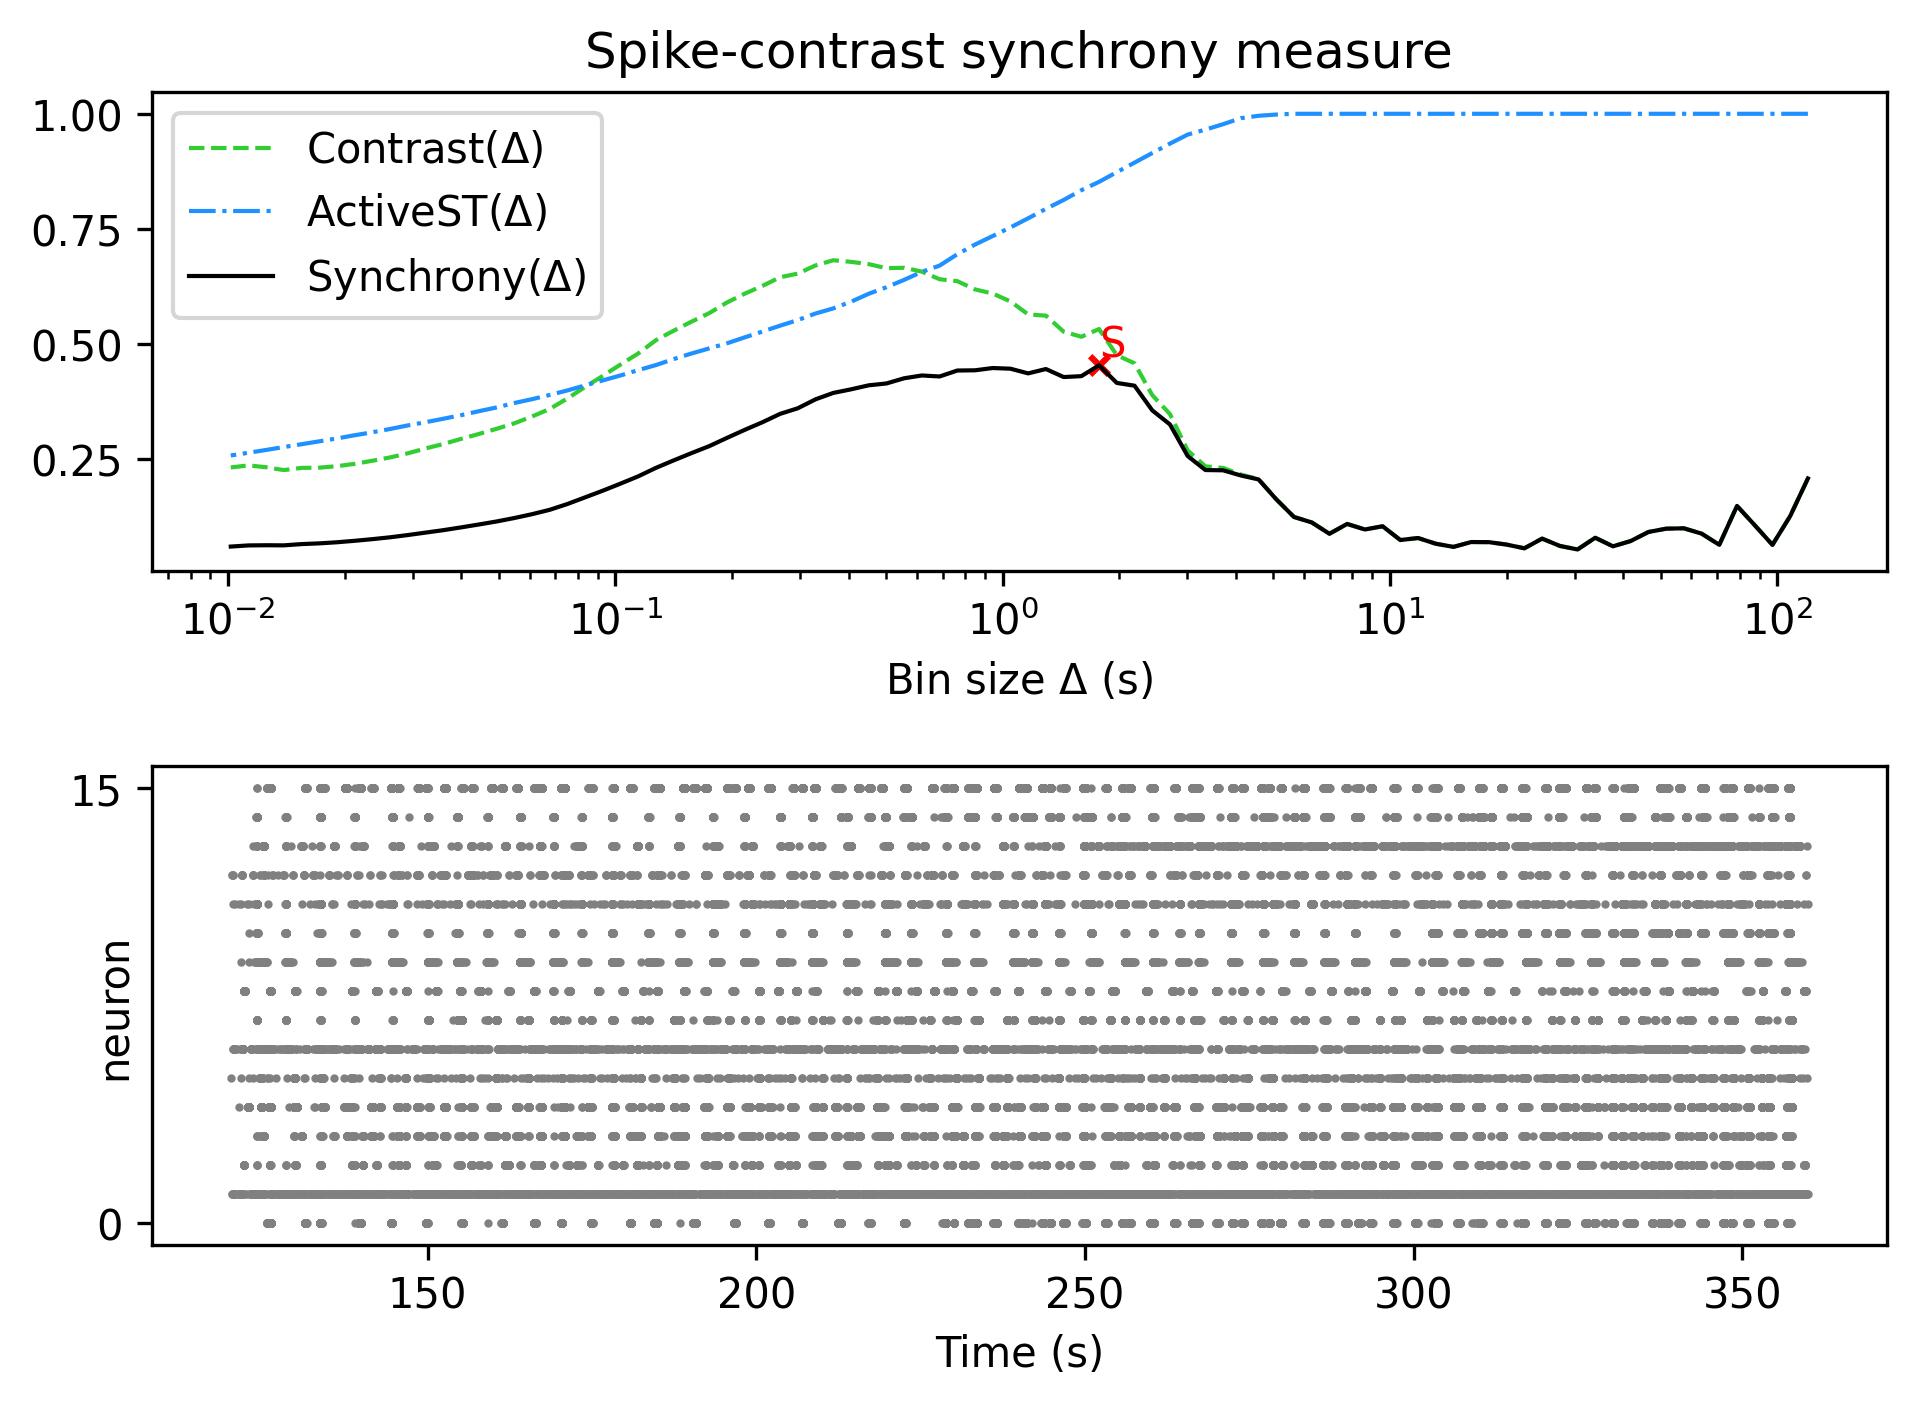 Spike-contrast synchrony measure
1.00
0.75
0.50
0.25
Contrast(Δ)
ActiveST(Δ)
Synchrony(Δ)
S
10⁻² 10⁻¹ 10⁰ 10¹ 10²
Bin size Δ (s)
15
0
neuron
150 200 250 300 350
Time (s)